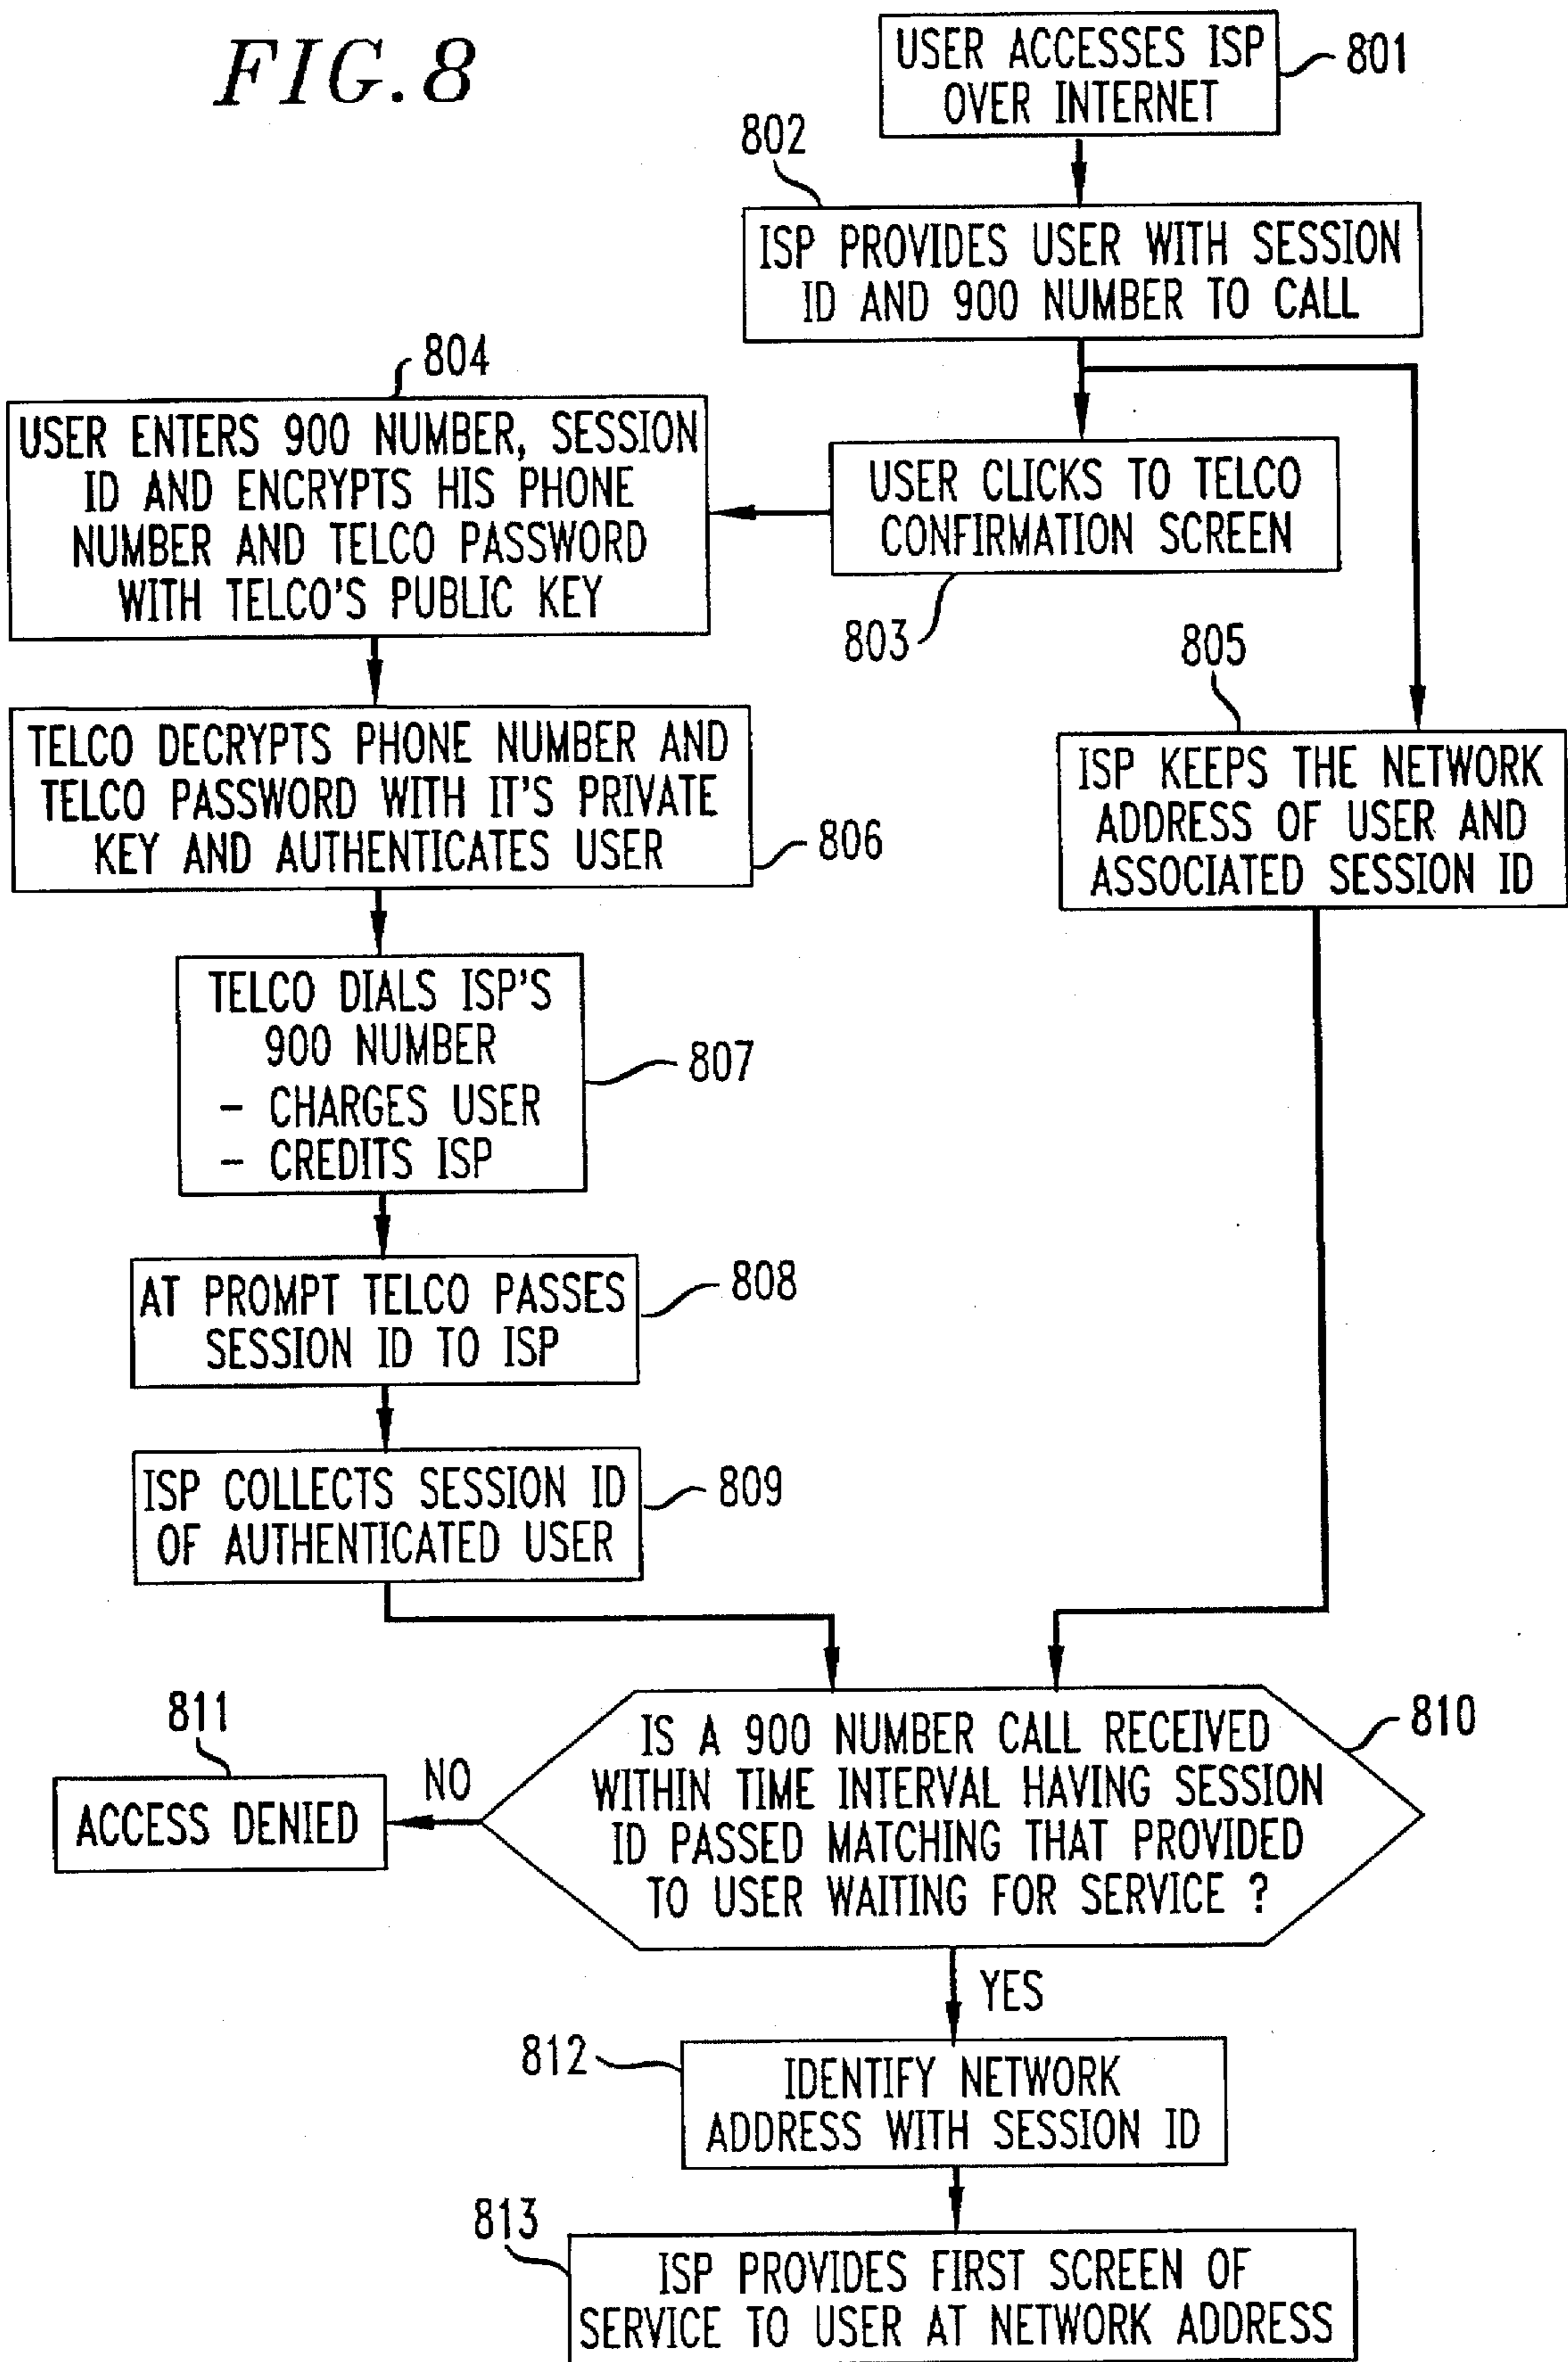 FIG. 8
USER ACCESSES ISP
OVER INTERNET
801
802
ISP PROVIDES USER WITH SESSION
ID AND 900 NUMBER TO CALL
804
USER ENTERS 900 NUMBER, SESSION
ID AND ENCRYPTS HIS PHONE
NUMBER AND TELCO PASSWORD
WITH TELCO'S PUBLIC KEY
USER CLICKS TO TELCO
CONFIRMATION SCREEN
803
805
ISP KEEPS THE NETWORK
ADDRESS OF USER AND
ASSOCIATED SESSION ID
TELCO DECRYPTS PHONE NUMBER AND
TELCO PASSWORD WITH IT'S PRIVATE
KEY AND AUTHENTICATES USER
806
TELCO DIALS ISP'S
900 NUMBER
- CHARGES USER
- CREDITS ISP
807
AT PROMPT TELCO PASSES
SESSION ID TO ISP
808
ISP COLLECTS SESSION ID
OF AUTHENTICATED USER
809
IS A 900 NUMBER CALL RECEIVED
WITHIN TIME INTERVAL HAVING SESSION
ID PASSED MATCHING THAT PROVIDED
TO USER WAITING FOR SERVICE ?
810
NO
811
ACCESS DENIED
YES
812
IDENTIFY NETWORK
ADDRESS WITH SESSION ID
813
ISP PROVIDES FIRST SCREEN OF
SERVICE TO USER AT NETWORK ADDRESS